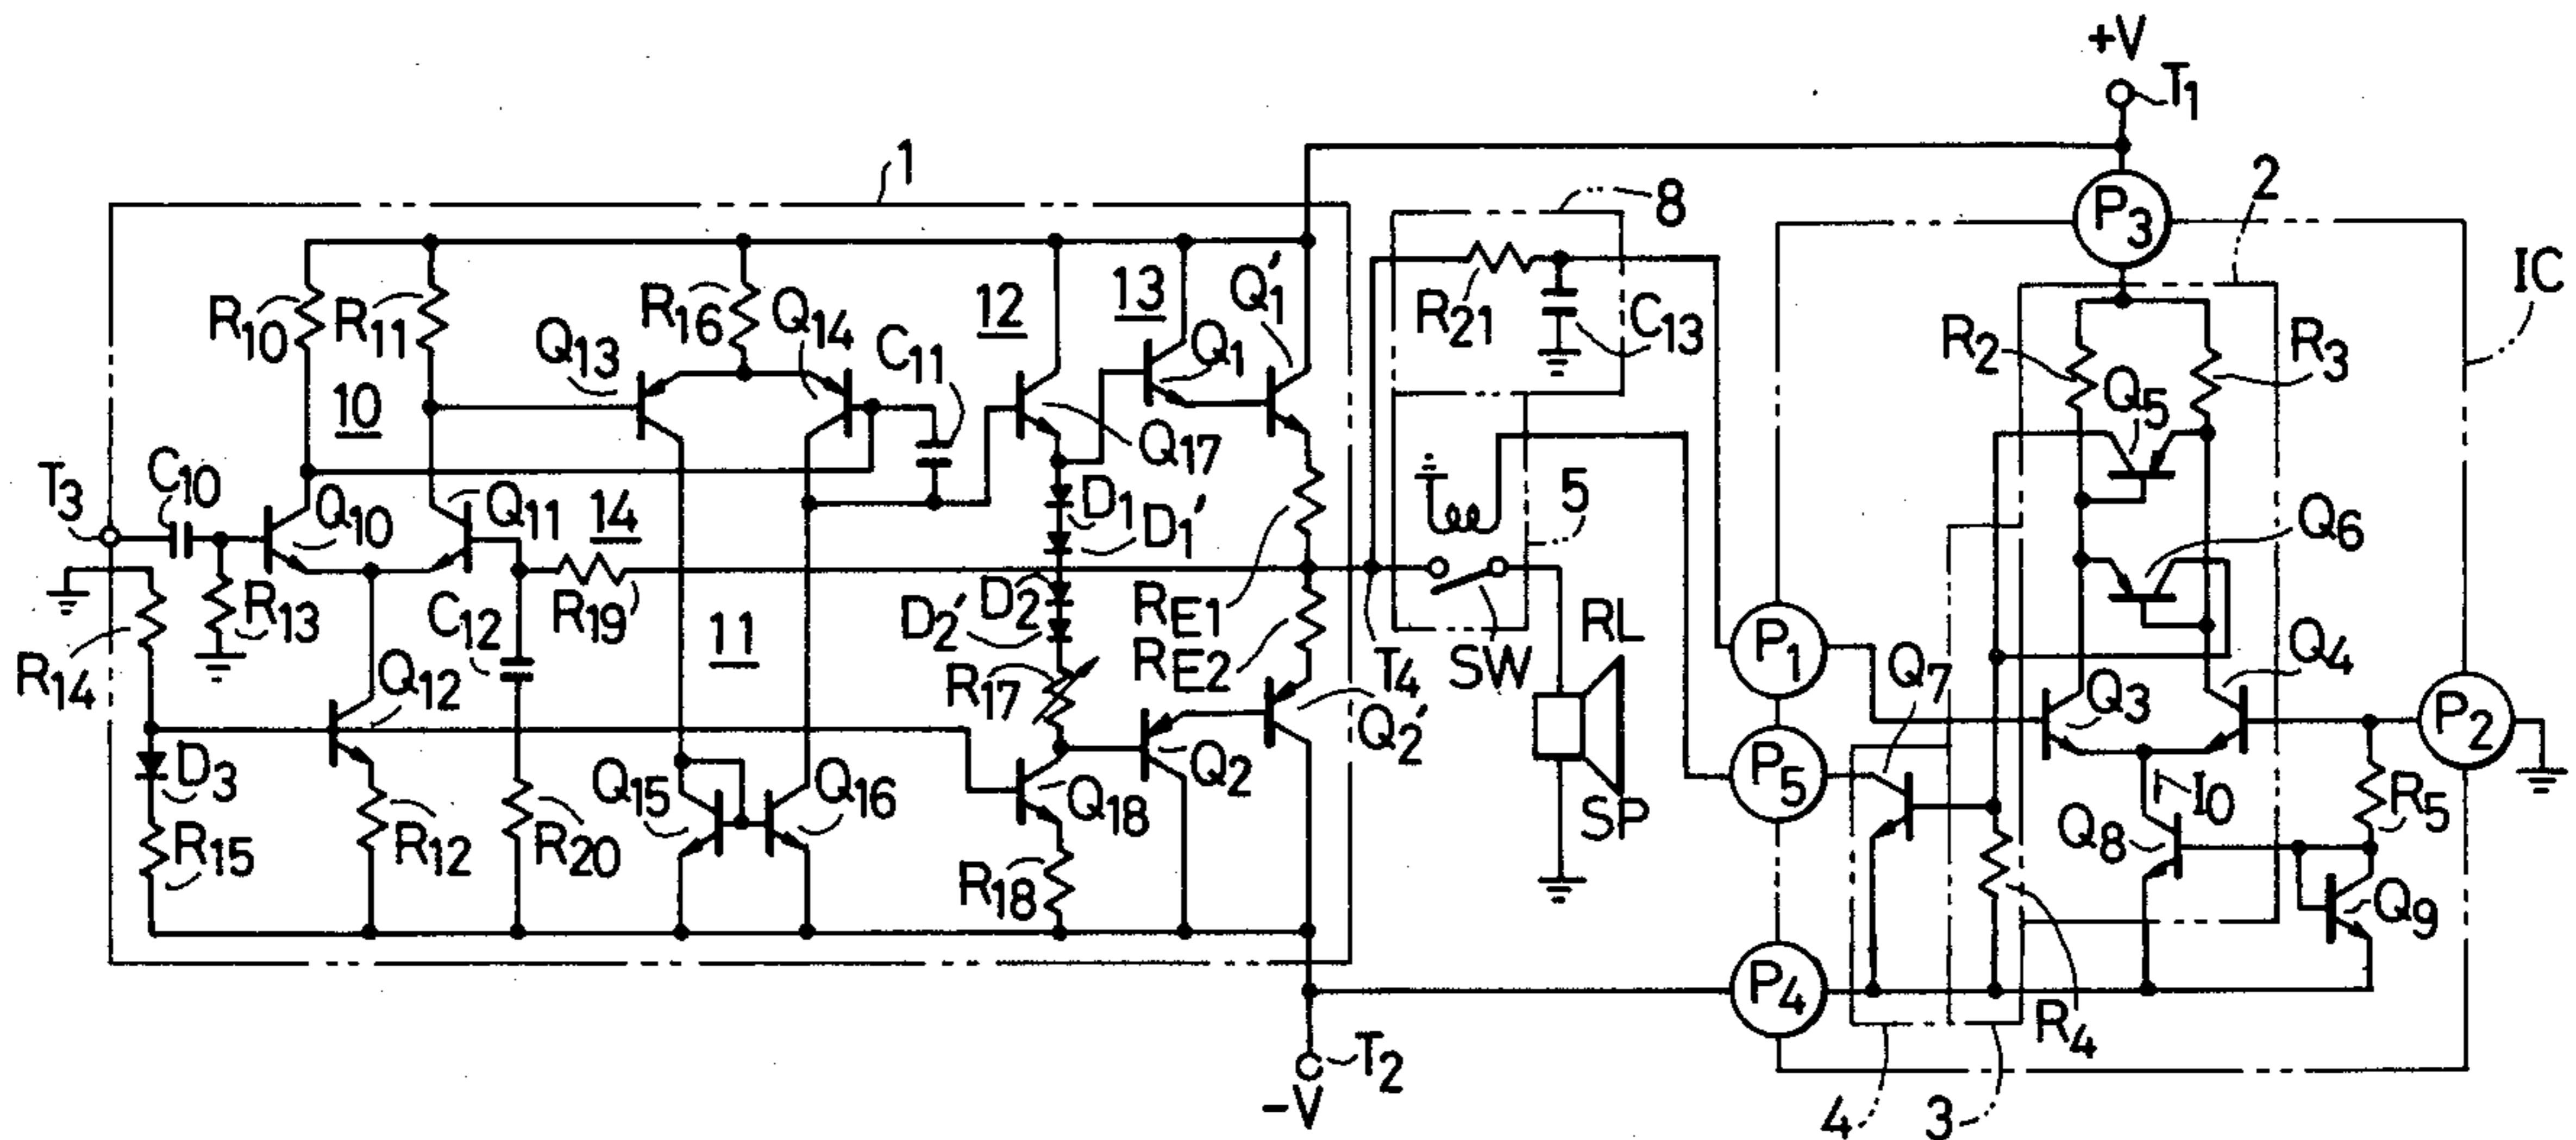 +V
T1
1
8
P3
2
IC
R10
R11
R16
Q13
Q14
C11
12
13
Q1
Q1'
R21
C13
R2
R3
Q5
10
Q17
T3
C10
Q10
Q11
14
D1
D1'
5
Q6
R13
R14
C12
R19
11
D2'
D2
RE1
RE2
R17
T4
SW
RL
P1
Q7
Q4
Q12
Q3
P2
D3
R15
R12
R20
Q15
Q16
Q18
Q2
Q2'
SP
P5
I0
Q8
R5
Q9
R18
P4
R4
T2
-V
4
3